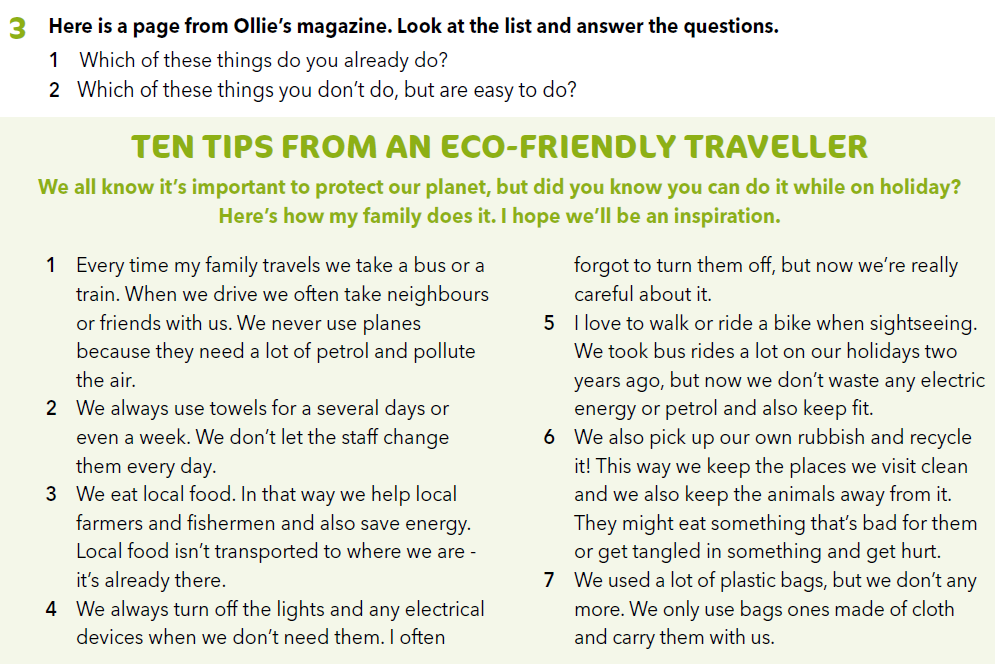 3 Here is a page from Ollie's magazine. Look at the list and answer the questions.
1 Which of these things do you already do?
2 Which of these things you don't do, but are easy to do?
TEN TIPS FROM AN ECO-FRIENDLY TRAVELLER
We all know it's important to protect our planet, but did you know you can do it while on holiday?
Here's how my family does it. I hope we'll be an inspiration.
1 Every time my family travels we take a bus or a
train. When we drive we often take neighbours
or friends with us. We never use planes
because they need a lot of petrol and pollute
the air.
2 We always use towels for a several days or
even a week. We don't let the staff change
them every day.
3 We eat local food. In that way we help local
farmers and fishermen and also save energy.
Local food isn't transported to where we are -
it's already there.
4 We always turn off the lights and any electrical
devices when we don't need them. I often
forgot to turn them off, but now we're really
careful about it.
5 I love to walk or ride a bike when sightseeing.
We took bus rides a lot on our holidays two
years ago, but now we don't waste any electric
energy or petrol and also keep fit.
6 We also pick up our own rubbish and recycle
it! This way we keep the places we visit clean
and we also keep the animals away from it.
They might eat something that's bad for them
or get tangled in something and get hurt.
7 We used a lot of plastic bags, but we don't any
more. We only use bags ones made of cloth
and carry them with us.